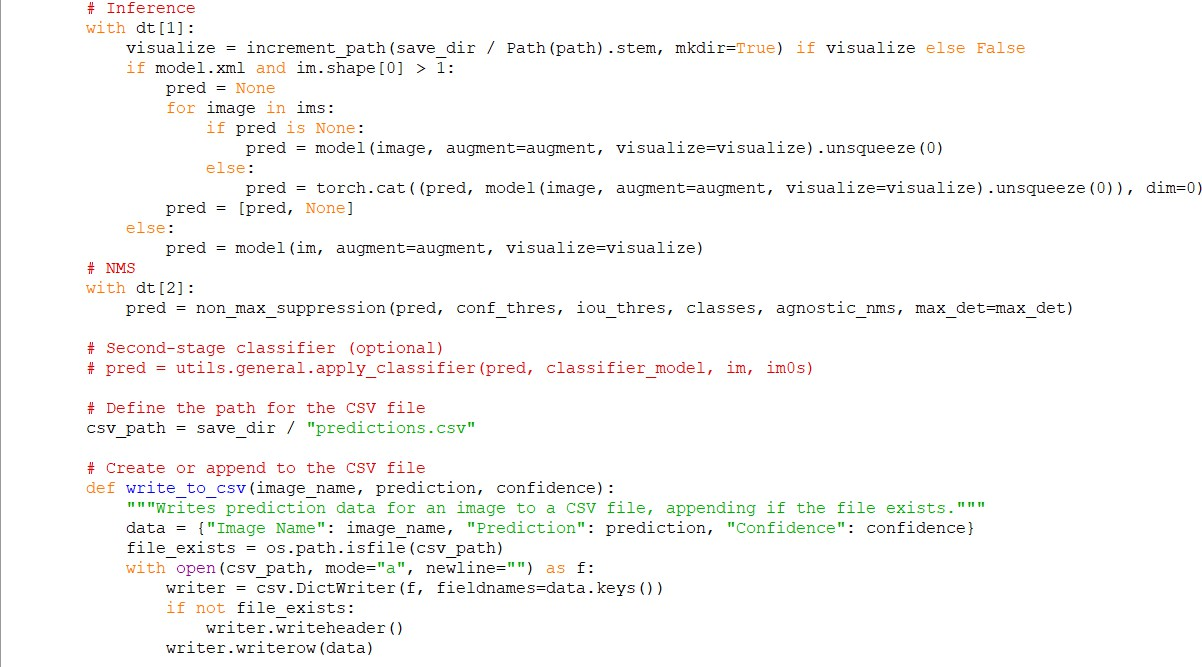 # Inference
with dt[1]:
    visualize = increment_path(save_dir / Path(path).stem, mkdir=True) if visualize else False
    if model.xml and im.shape[0] > 1:
        pred = None
        for image in ims:
            if pred is None:
                pred = model(image, augment=augment, visualize=visualize).unsqueeze(0)
            else:
                pred = torch.cat((pred, model(image, augment=augment, visualize=visualize).unsqueeze(0)), dim=0)
        pred = [pred, None]
    else:
        pred = model(im, augment=augment, visualize=visualize)
# NMS
with dt[2]:
    pred = non_max_suppression(pred, conf_thres, iou_thres, classes, agnostic_nms, max_det=max_det)

# Second-stage classifier (optional)
# pred = utils.general.apply_classifier(pred, classifier_model, im, im0s)

# Define the path for the CSV file
csv_path = save_dir / "predictions.csv"

# Create or append to the CSV file
def write_to_csv(image_name, prediction, confidence):
    """Writes prediction data for an image to a CSV file, appending if the file exists."""
    data = {"Image Name": image_name, "Prediction": prediction, "Confidence": confidence}
    file_exists = os.path.isfile(csv_path)
    with open(csv_path, mode="a", newline="") as f:
        writer = csv.DictWriter(f, fieldnames=data.keys())
        if not file_exists:
            writer.writeheader()
        writer.writerow(data)